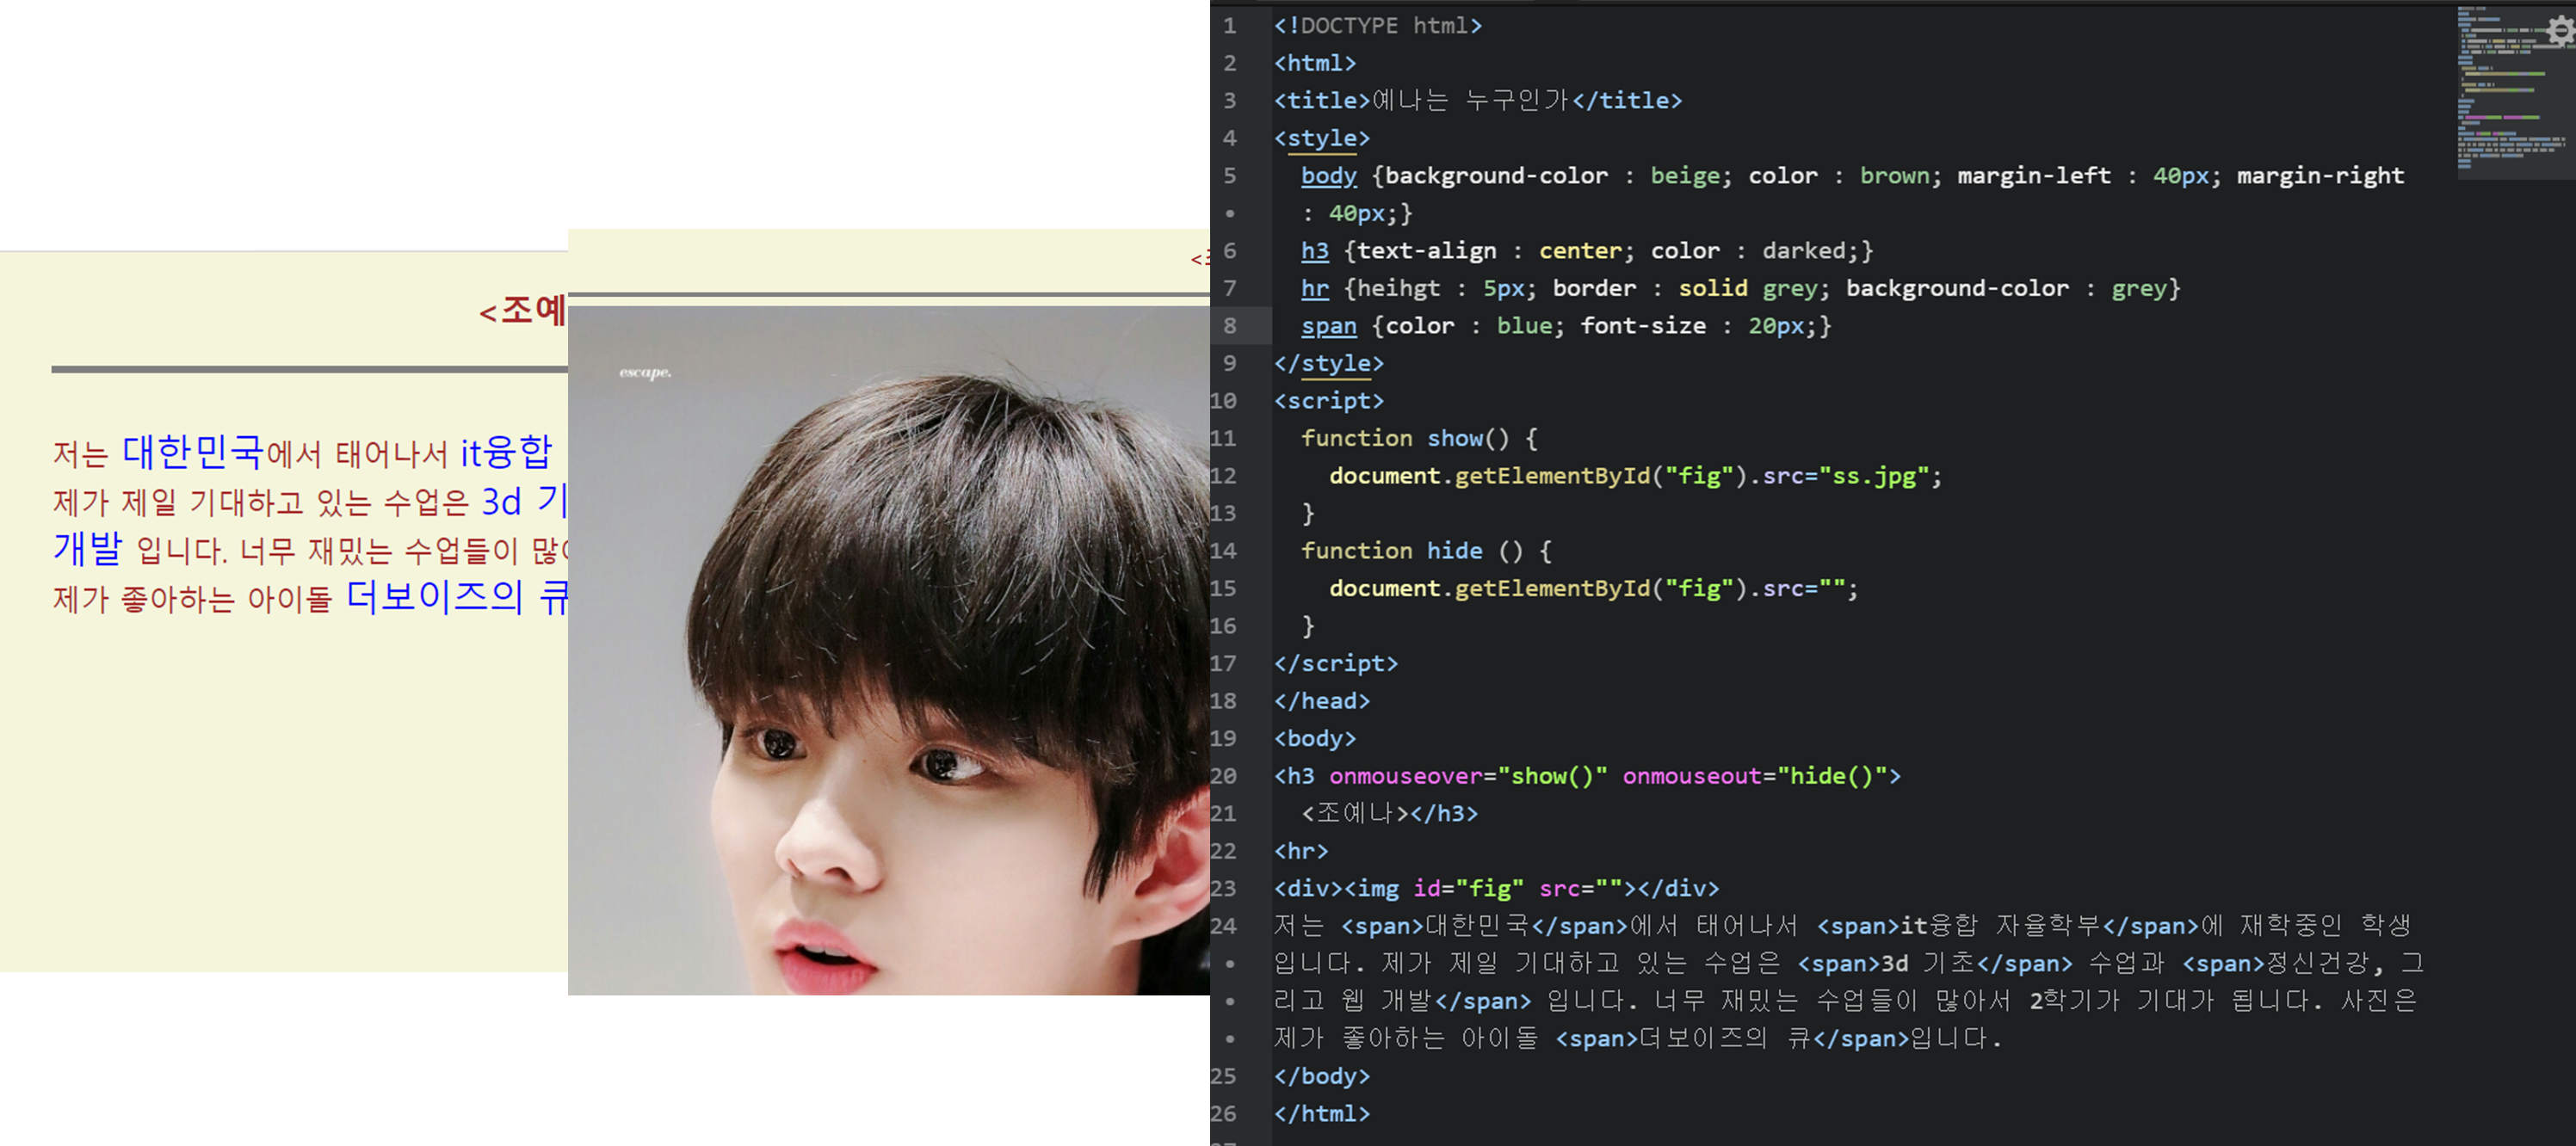 <조예
저는 대한민국에서 태어나서 it융합
제가 제일 기대하고 있는 수업은 3d 기
개발 입니다. 너무 재밌는 수업들이
제가 좋아하는 아이돌 더보이즈의 큐
escape.
1 <!DOCTYPE html>
2 <html>
3 <title>예나는 누구인가</title>
4 <style>
5 body {background-color : beige; color : brown; margin-left : 40px; margin-right
• : 40px;}
6 h3 {text-align : center; color : darked;}
7 hr {heihgt : 5px; border : solid grey; background-color : grey}
8 span {color : blue; font-size : 20px;}
9 </style>
10 <script>
11 function show() {
12 document.getElementById("fig").src="ss.jpg";
13 }
14 function hide () {
15 document.getElementById("fig").src="";
16 }
17 </script>
18 </head>
19 <body>
20 <h3 onmouseover="show()" onmouseout="hide()">
21 <조예나></h3>
22 <hr>
23 <div><img id="fig" src=""></div>
24 저는 <span>대한민국</span>에서 태어나서 <span>it융합 자율학부</span>에 재학중인 학생
• 입니다. 제가 제일 기대하고 있는 수업은 <span>3d 기초</span> 수업과 <span>정신건강, 그
• 리고 웹 개발</span> 입니다. 너무 재밌는 수업들이 많아서 2학기가 기대가 됩니다. 사진은
• 제가 좋아하는 아이돌 <span>더보이즈의 큐</span>입니다.
25 </body>
26 </html>